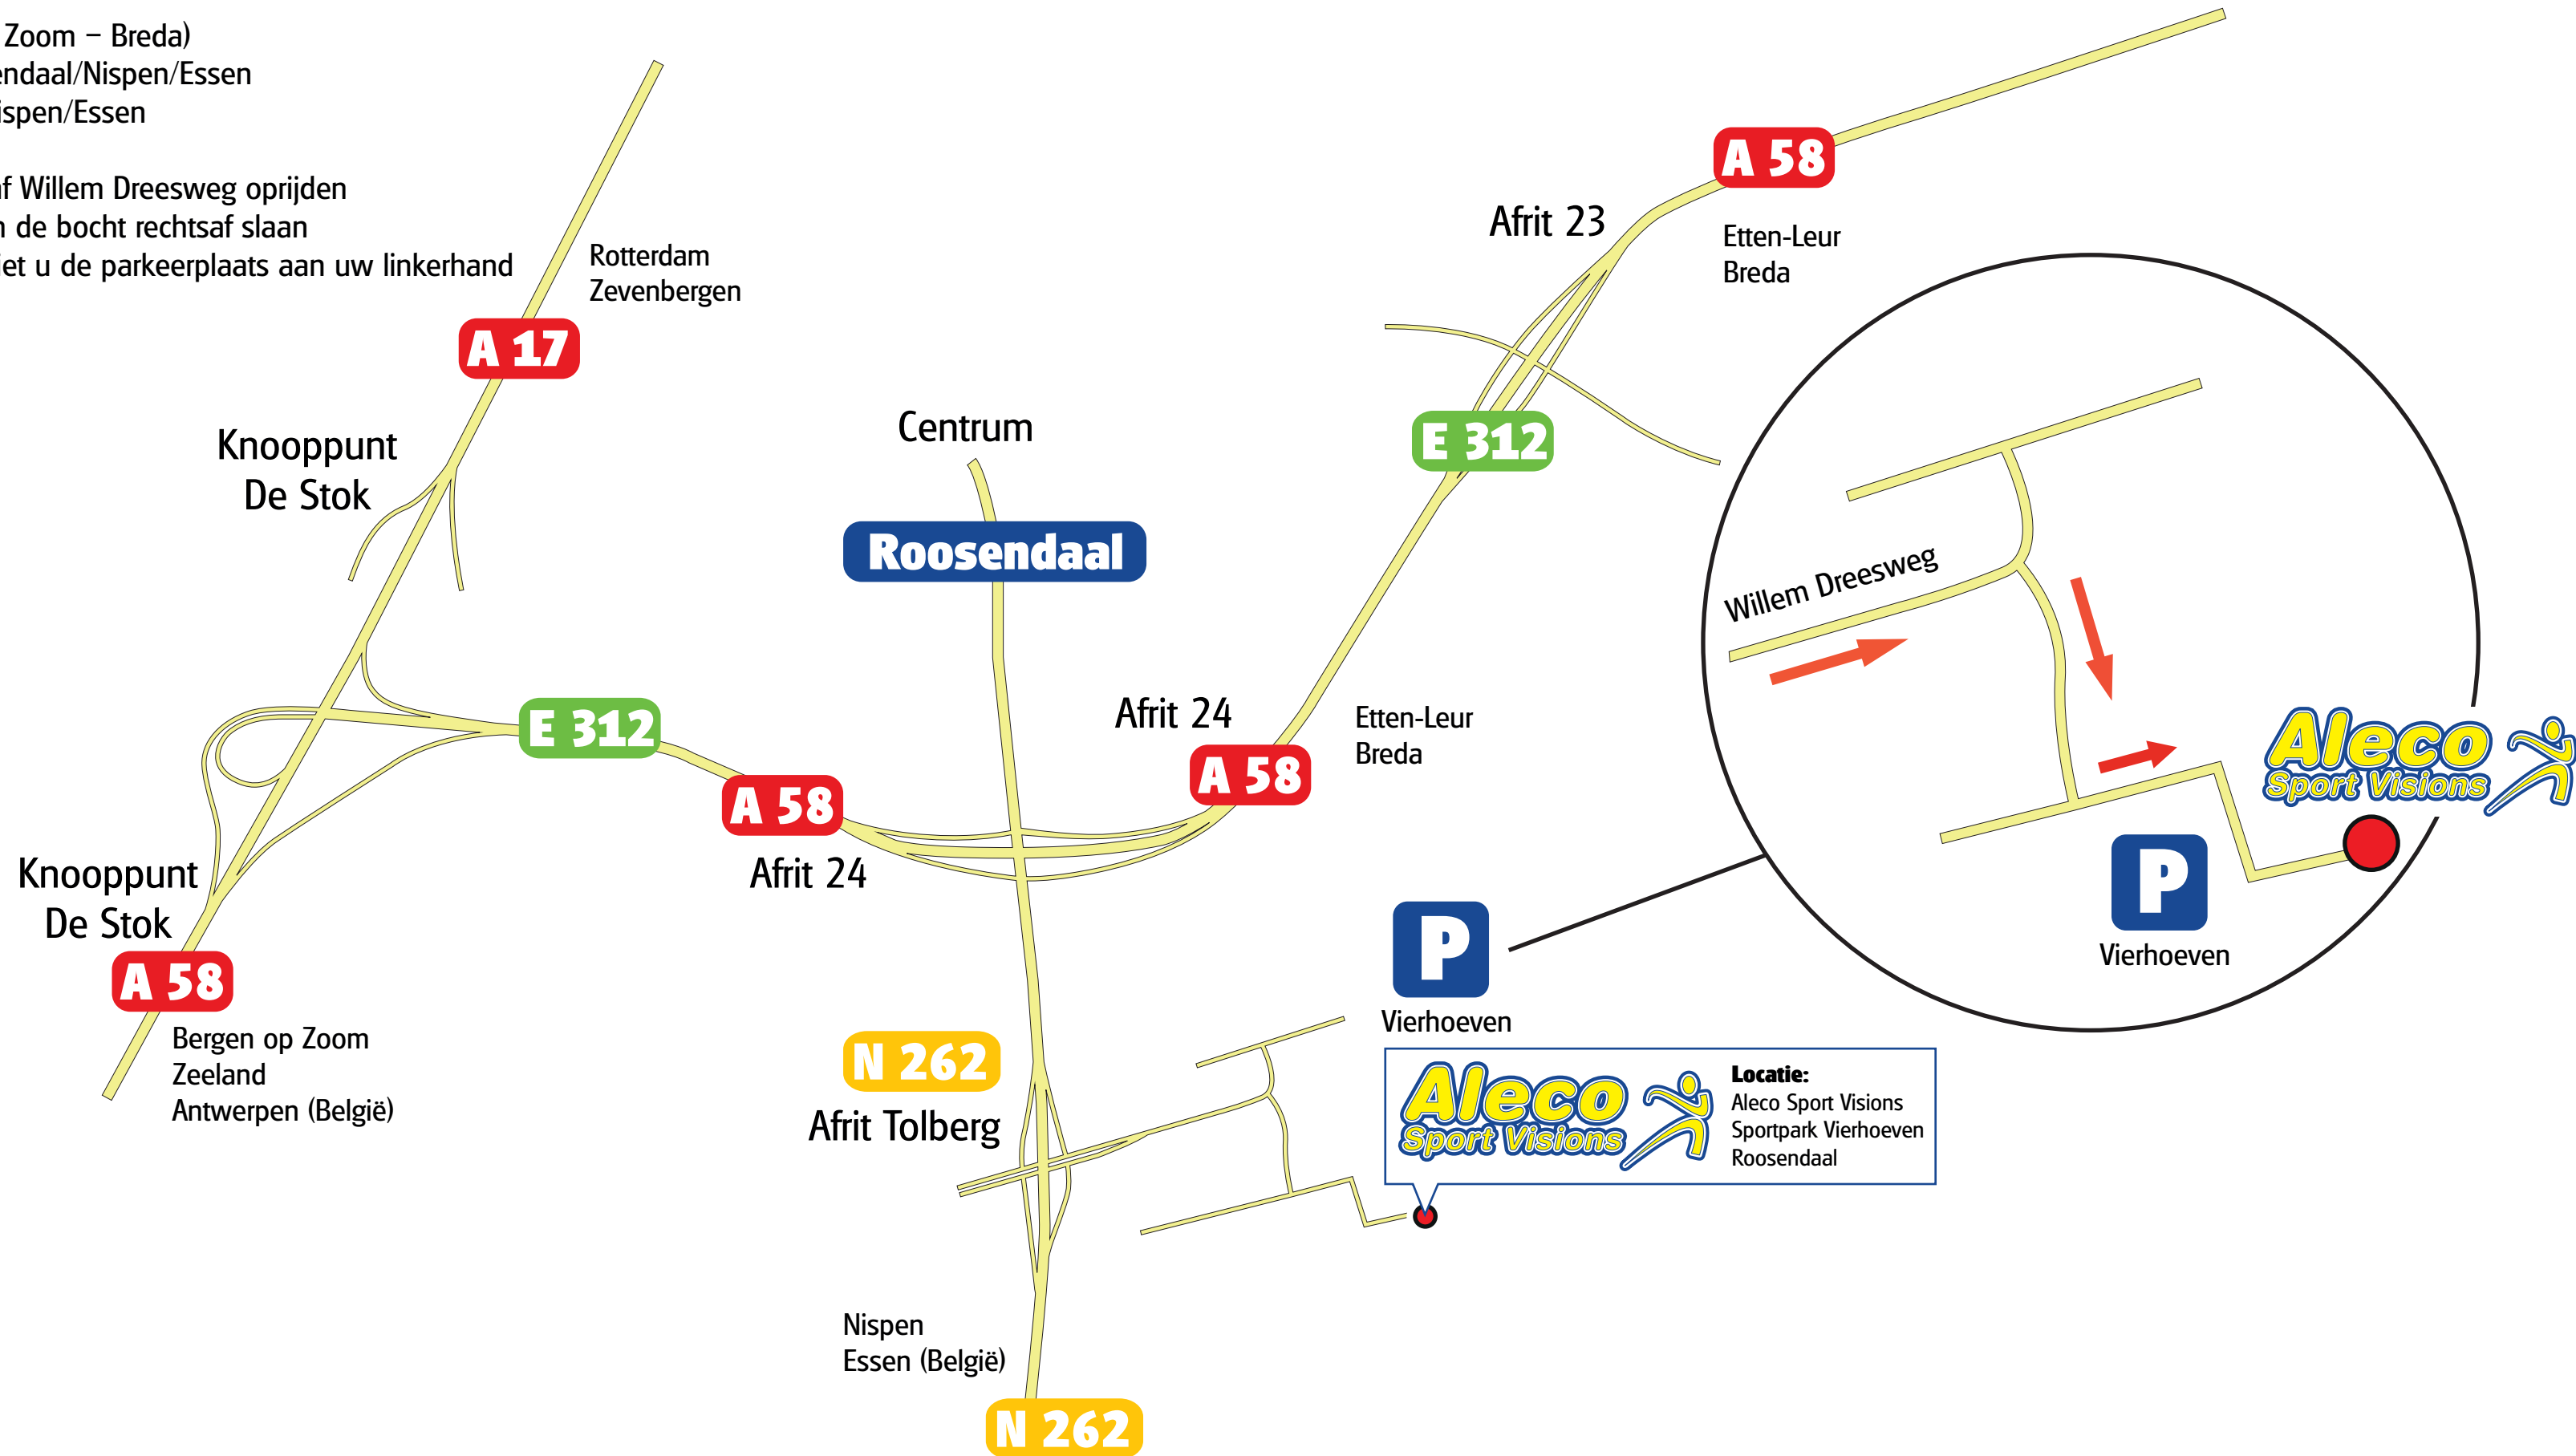 Zoom – Breda)
endaal/Nispen/Essen
ispen/Essen
af Willem Dreesweg oprijden
n de bocht rechtsaf slaan
iet u de parkeerplaats aan uw linkerhand
Rotterdam
Zevenbergen
A 17
Knooppunt
De Stok
Centrum
Roosendaal
Afrit 23
A 58
Etten-Leur
Breda
E 312
Willem Dreesweg
E 312
A 58
Afrit 24
Afrit 24
A 58
Etten-Leur
Breda
Aleco
Sport Visions
P
Vierhoeven
Knooppunt
De Stok
A 58
Bergen op Zoom
Zeeland
Antwerpen (België)
P
Vierhoeven
N 262
Afrit Tolberg
Aleco
Sport Visions
Locatie:
Aleco Sport Visions
Sportpark Vierhoeven
Roosendaal
Nispen
Essen (België)
N 262